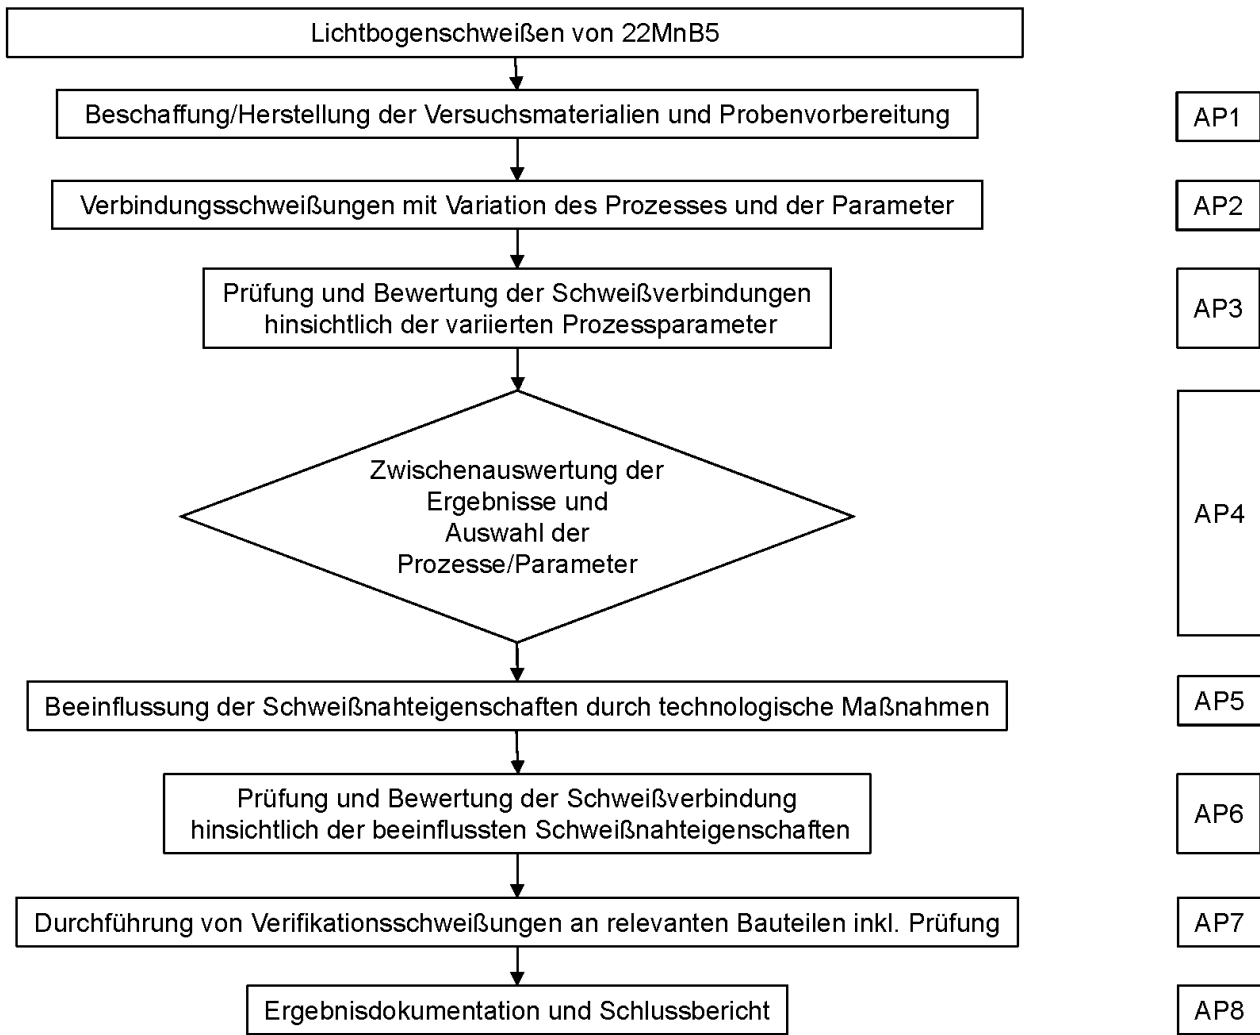 Lichtbogenschweißen von 22MnB5
Beschaffung/Herstellung der Versuchsmaterialien und Probenvorbereitung
AP1
Verbindungsschweißungen mit Variation des Prozesses und der Parameter
AP2
Prüfung und Bewertung der Schweißverbindungen
hinsichtlich der variierten Prozessparameter
AP3
Zwischenauswertung der
Ergebnisse und
Auswahl der
Prozesse/Parameter
AP4
Beeinflussung der Schweißnahteigenschaften durch technologische Maßnahmen
AP5
Prüfung und Bewertung der Schweißverbindung
hinsichtlich der beeinflussten Schweißnahteigenschaften
AP6
Durchführung von Verifikationsschweißungen an relevanten Bauteilen inkl. Prüfung
AP7
Ergebnisdokumentation und Schlussbericht
AP8